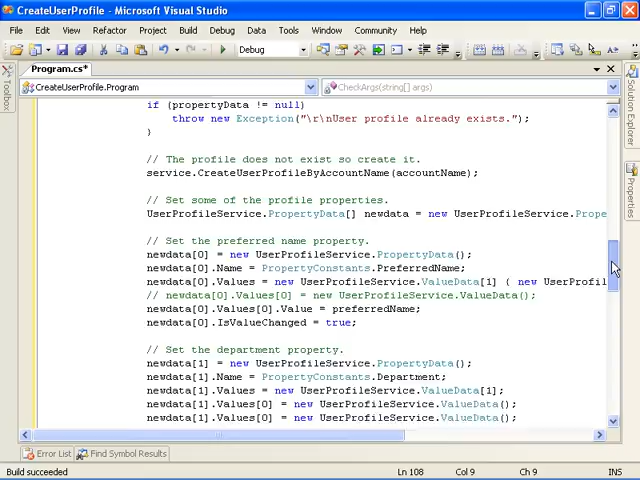 CreateUserProfile - Microsoft Visual Studio
File Edit View Refactor Project Build Debug Data Tools Window Community Help
Debug
Program.cs*
CreateUserProfile.Program CheckArgs(string[] args)
Toolbox
Solution Explorer
Properties
if (propertyData != null)
throw new Exception("\r\nUser profile already exists.");
}
// The profile does not exist so create it.
service.CreateUserProfileByAccountName(accountName);
// Set some of the profile properties.
UserProfileService.PropertyData[] newdata = new UserProfileService.Prope
// Set the preferred name property.
newdata[0] = new UserProfileService.PropertyData();
newdata[0].Name = PropertyConstants.PreferredName;
newdata[0].Values = new UserProfileService.ValueData[1] { new UserProfil
// newdata[0].Values[0] = new UserProfileService.ValueData();
newdata[0].Values[0].Value = preferredName;
newdata[0].IsValueChanged = true;
// Set the department property.
newdata[1] = new UserProfileService.PropertyData();
newdata[1].Name = PropertyConstants.Department;
newdata[1].Values = new UserProfileService.ValueData[1];
newdata[1].Values[0] = new UserProfileService.ValueData();
newdata[1].Values[0] = new UserProfileService.ValueData();
Error List Find Symbol Results
Build succeeded Ln 108 Col 9 Ch 9 INS